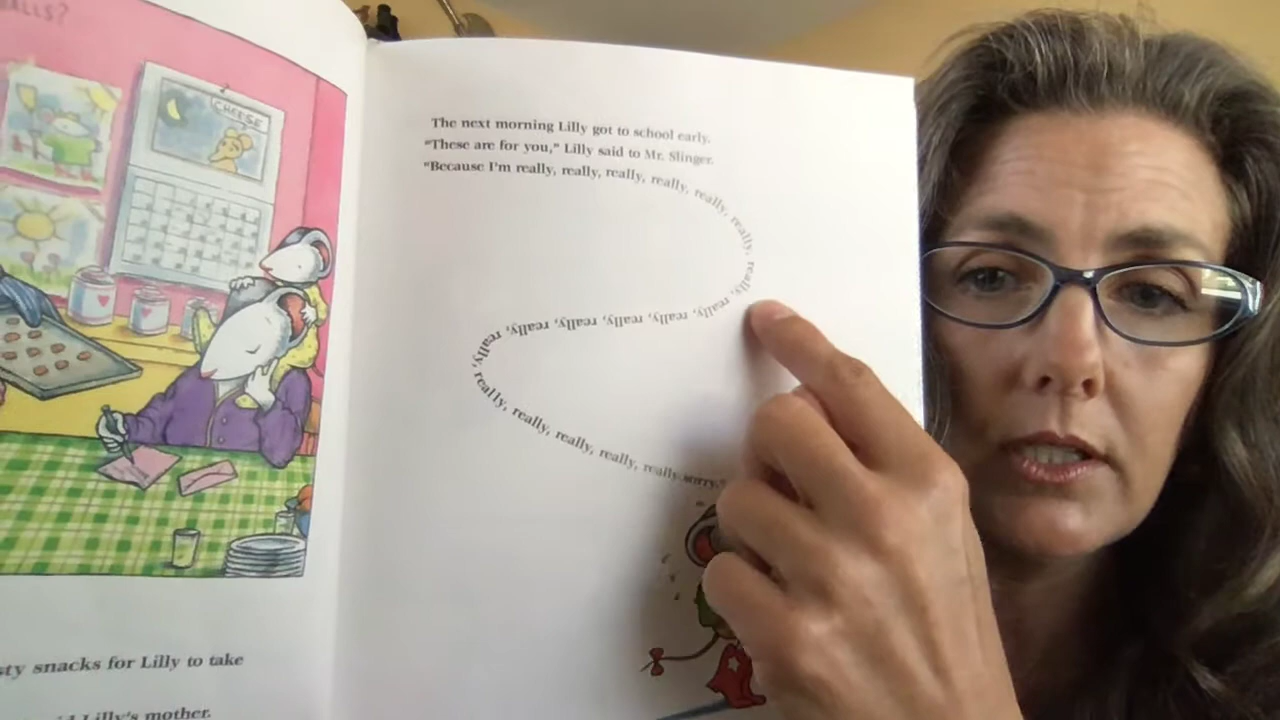 ALLS?
CHEESE
sty snacks for Lilly to take
Lilly's mother.
The next morning Lilly got to school early.
"These are for you," Lilly said to Mr. Slinger.
"Because I'm really, really, really, really, really, really, really, really, really, really, really, really, really, really, really, really, really, really sorry."